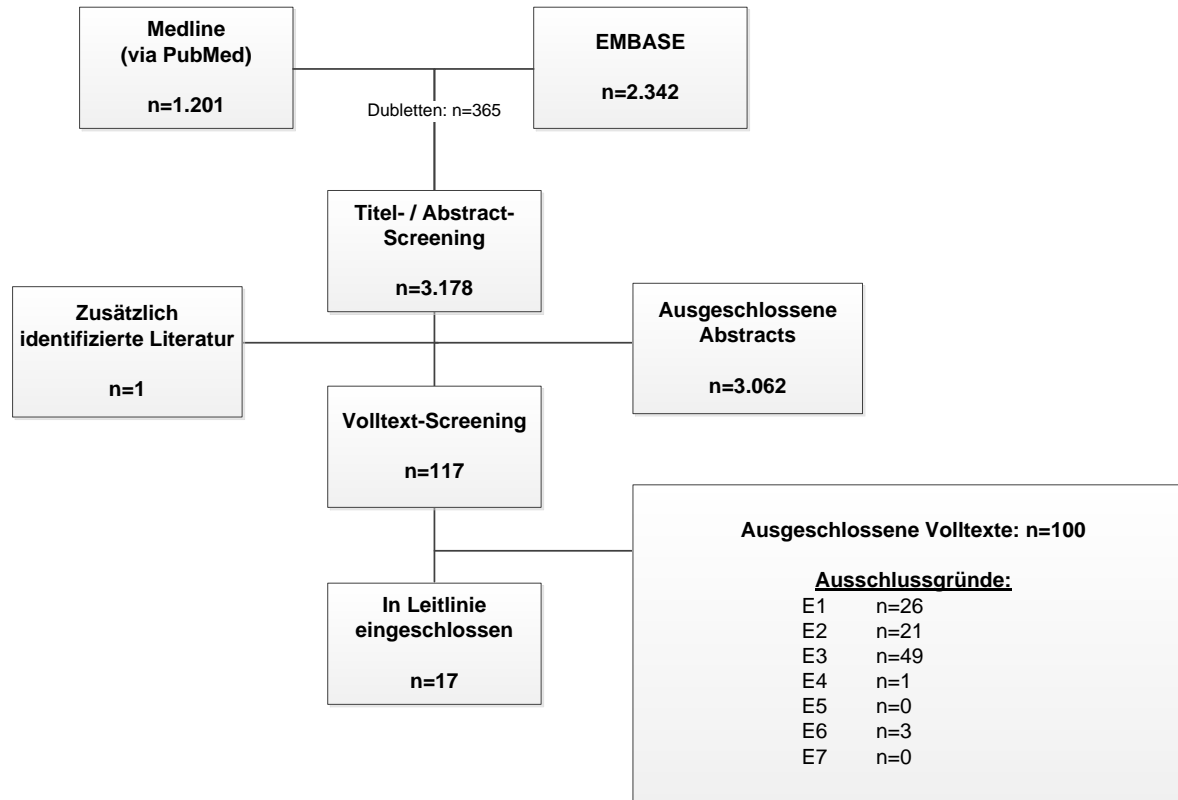 Medline
(via PubMed)
n=1.201
EMBASE
n=2.342
Dubletten: n=365
Titel- / Abstract-
Screening
n=3.178
Zusätzlich
identifizierte Literatur
n=1
Ausgeschlossene
Abstracts
n=3.062
Volltext-Screening
n=117
Ausgeschlossene Volltexte: n=100
Ausschlussgründe:
E1 n=26
E2 n=21
E3 n=49
E4 n=1
E5 n=0
E6 n=3
E7 n=0
In Leitlinie
eingeschlossen
n=17